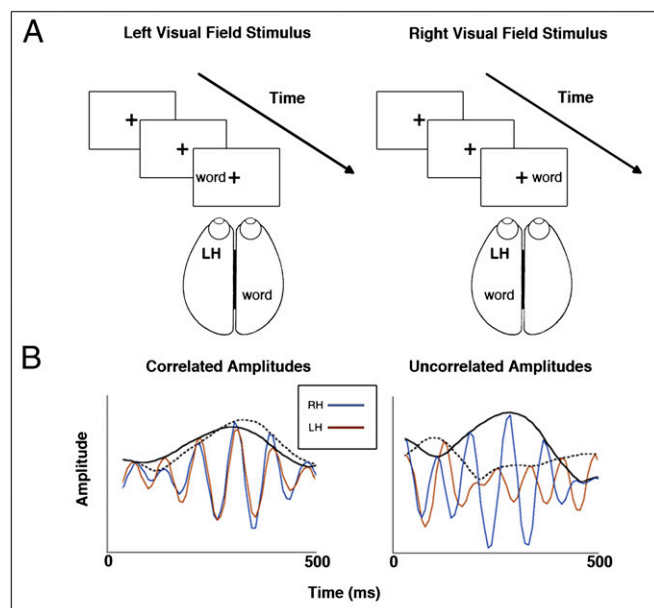 A
Left Visual Field Stimulus
Right Visual Field Stimulus
Time
Time
+
+
+
+
word +
+ word
LH
word
LH
word
B
Correlated Amplitudes
Uncorrelated Amplitudes
RH
LH
Amplitude
0
500
0
500
Time (ms)